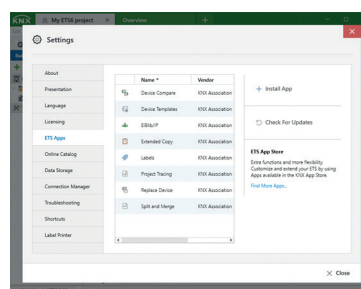 KNX
My ETS6 project
Overview
Settings
About
Presentation
Language
Licensing
ETS Apps
Online Catalog
Data Storage
Connection Manager
Troubleshooting
Shortcuts
Label Printer
Name
Vendor
Device Compare KNX Association
Device Templates KNX Association
EIBlib/IP KNX Association
Extended Copy KNX Association
Labels KNX Association
Project Tracing KNX Association
Replace Device KNX Association
Split and Merge KNX Association
+ Install App
Check For Updates
ETS App Store
Extra functions and more flexibility
Customize and extend your ETS by using
Apps available in the KNX App Store
Find More Apps...
Close